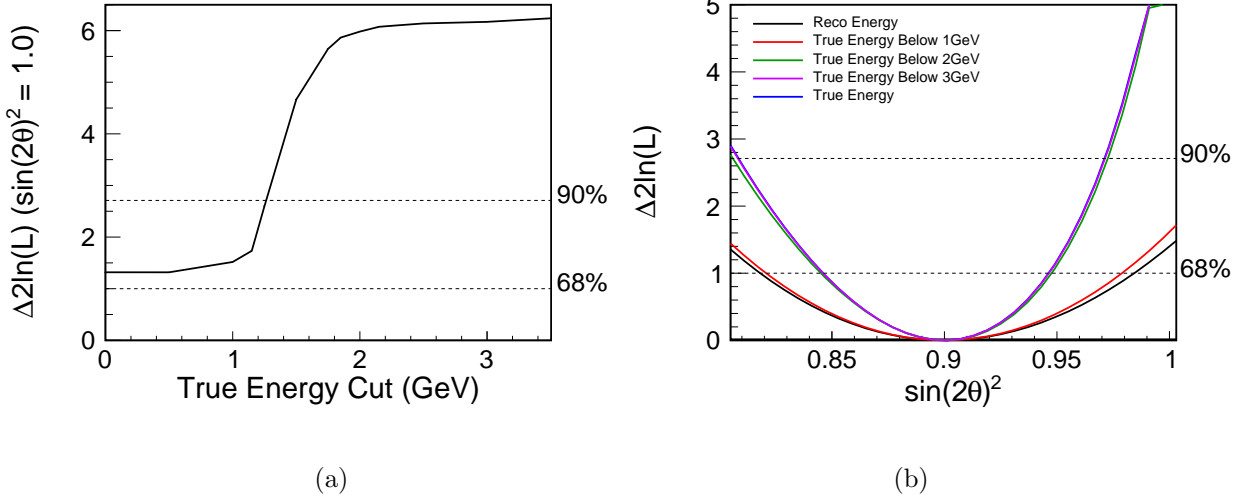 Δ2ln(L) (sin(2θ)² = 1.0)
6
4
2
0
90%
68%
0 1 2 3
True Energy Cut (GeV)
(a)
Δ2ln(L)
5
4
3
2
1
0
Reco Energy
True Energy Below 1GeV
True Energy Below 2GeV
True Energy Below 3GeV
True Energy
90%
68%
0.85 0.9 0.95 1
sin(2θ)²
(b)